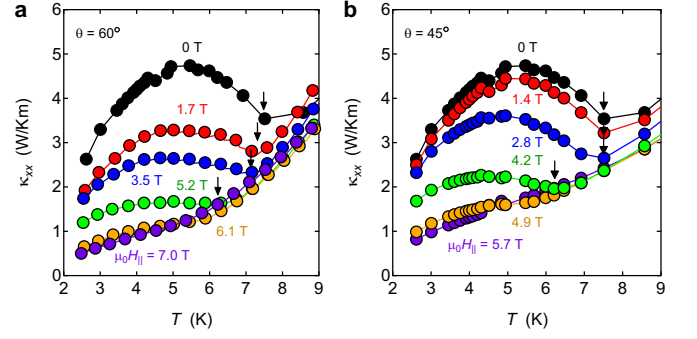 a
θ = 60°
0 T
1.7 T
3.5 T
5.2 T
6.1 T
μ₀H∥ = 7.0 T
κxx (W/Km)
6
5
4
3
2
1
0
2 3 4 5 6 7 8 9
T (K)
b
θ = 45°
0 T
1.4 T
2.8 T
4.2 T
4.9 T
μ₀H∥ = 5.7 T
κxx (W/Km)
6
5
4
3
2
1
0
2 3 4 5 6 7 8 9
T (K)